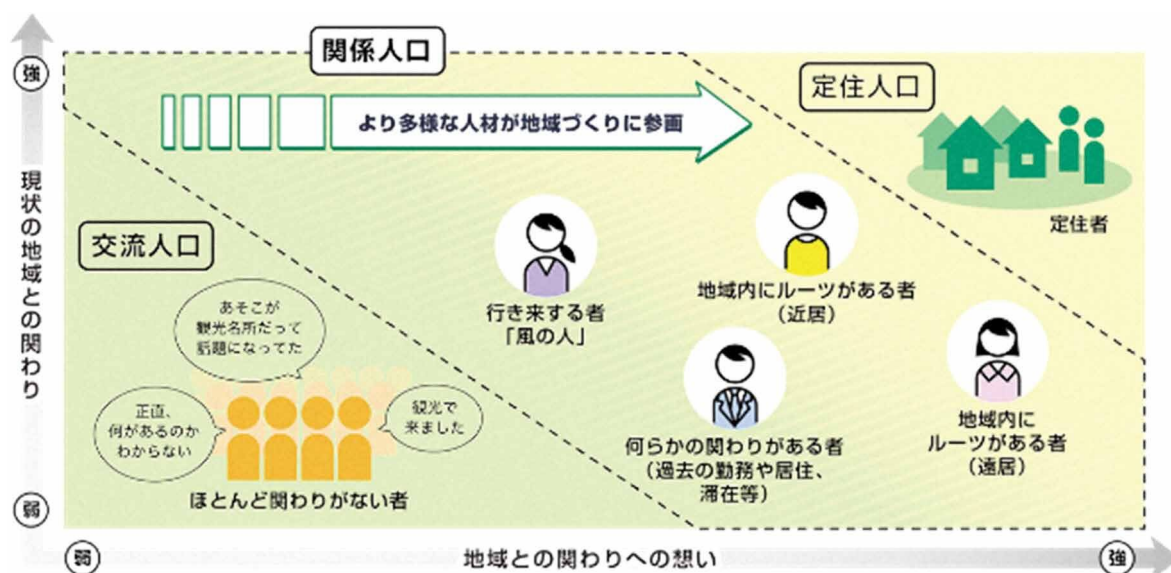 強
現状の地域との関わり
弱
関係人口
より多様な人材が地域づくりに参画
定住人口
定住者
交流人口
あそこが
観光名所だって
話題になってた
正直、
何があるのか
わからない
観光で
来ました
ほとんど関わりがない者
行き来する者
「風の人」
地域内にルーツがある者
（近居）
何らかの関わりがある者
（過去の勤務や居住、
滞在等）
地域内に
ルーツがある者
（遠居）
弱
地域との関わりへの想い
強